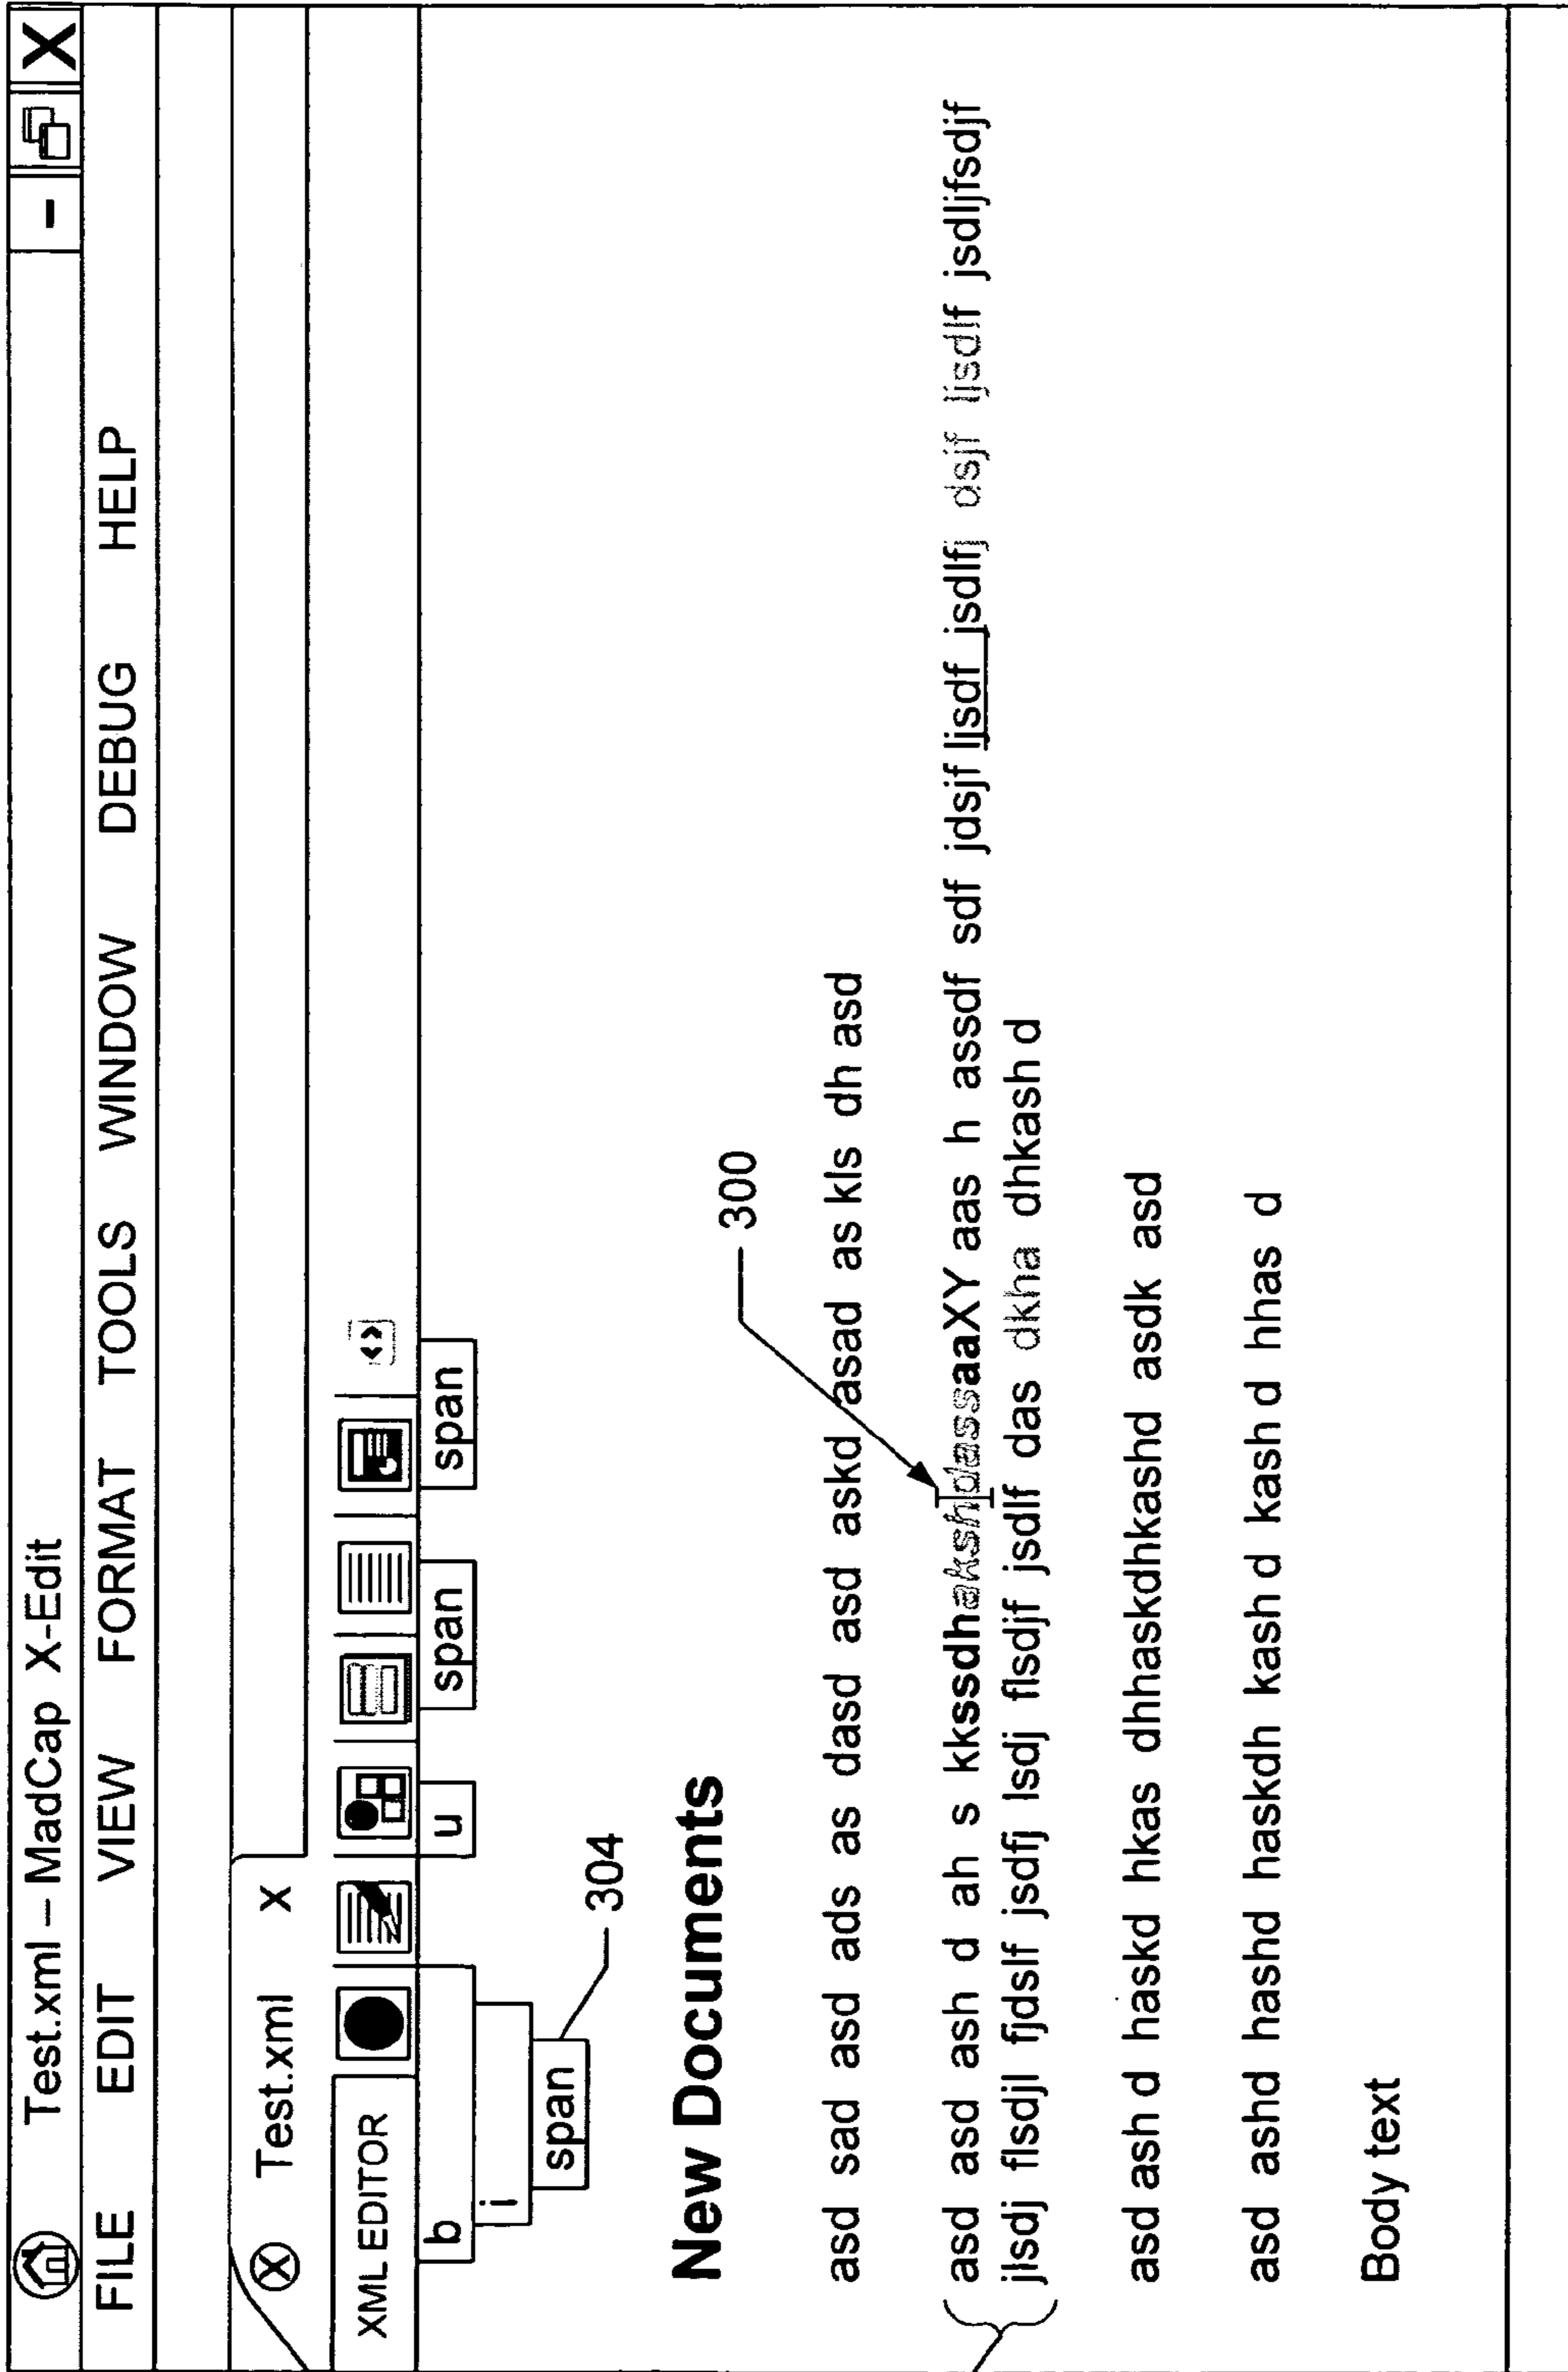 Test.xml – MadCap X-Edit – X
FILE EDIT VIEW FORMAT TOOLS WINDOW DEBUG HELP
X Test.xml X
XML EDITOR <>
b u span span
i
span
304
New Documents
300
asd sad asd ads as dasd asd askd asad as kls dh asd
asd asd ash d ah s kkssdhakshdassaaXY aas h assdf sdf jdsjf ljsdf jsdlfj dsjf ljsdlf jsdljfsdjf
jlsdj flsdjl fjdslf jsdfj lsdj flsdjf jsdlf das dkha dhkash d
asd ash d haskd hkas dhhaskdhkashd asdk asd
asd ashd hashd haskdh kash d kash d hhas d
Body text